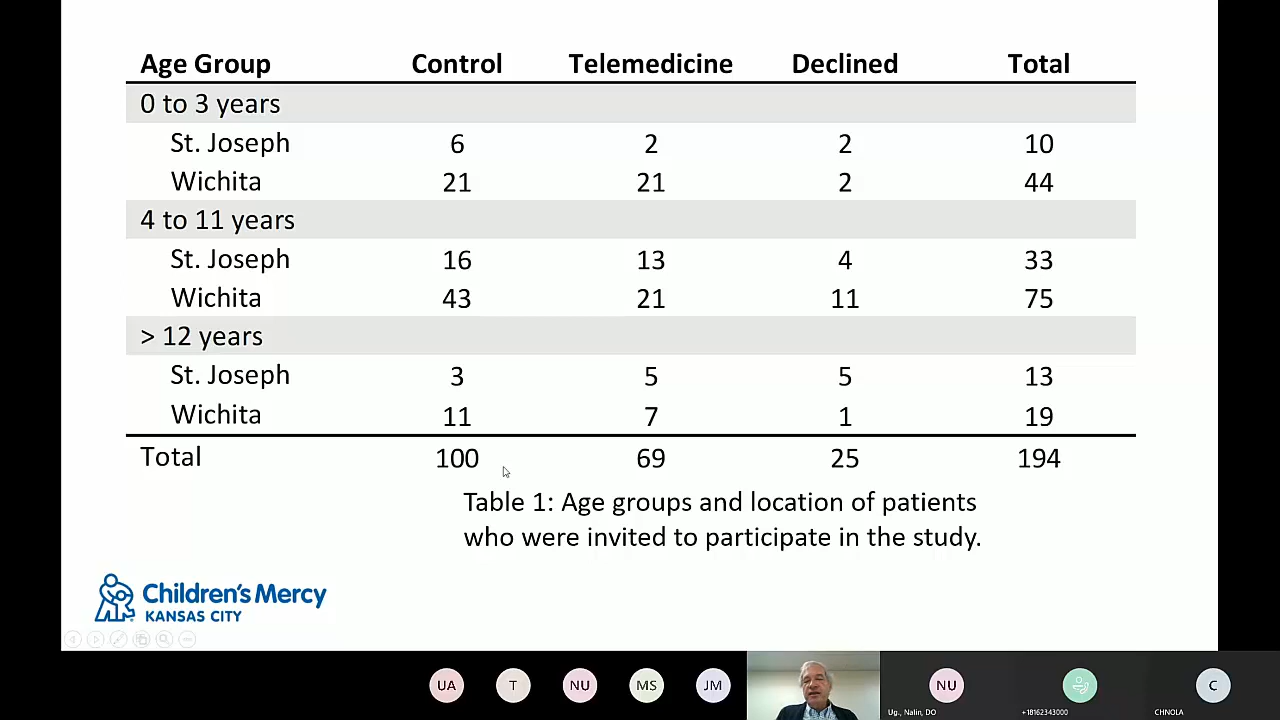 Age Group Control Telemedicine Declined Total
0 to 3 years
St. Joseph 6 2 2 10
Wichita 21 21 2 44
4 to 11 years
St. Joseph 16 13 4 33
Wichita 43 21 11 75
> 12 years
St. Joseph 3 5 5 13
Wichita 11 7 1 19
Total 100 69 25 194
Table 1: Age groups and location of patients
who were invited to participate in the study.
Children's Mercy
KANSAS CITY
UA T NU MS JM NU C
Ug., Nalin, DO +18162343000 CHNOLA